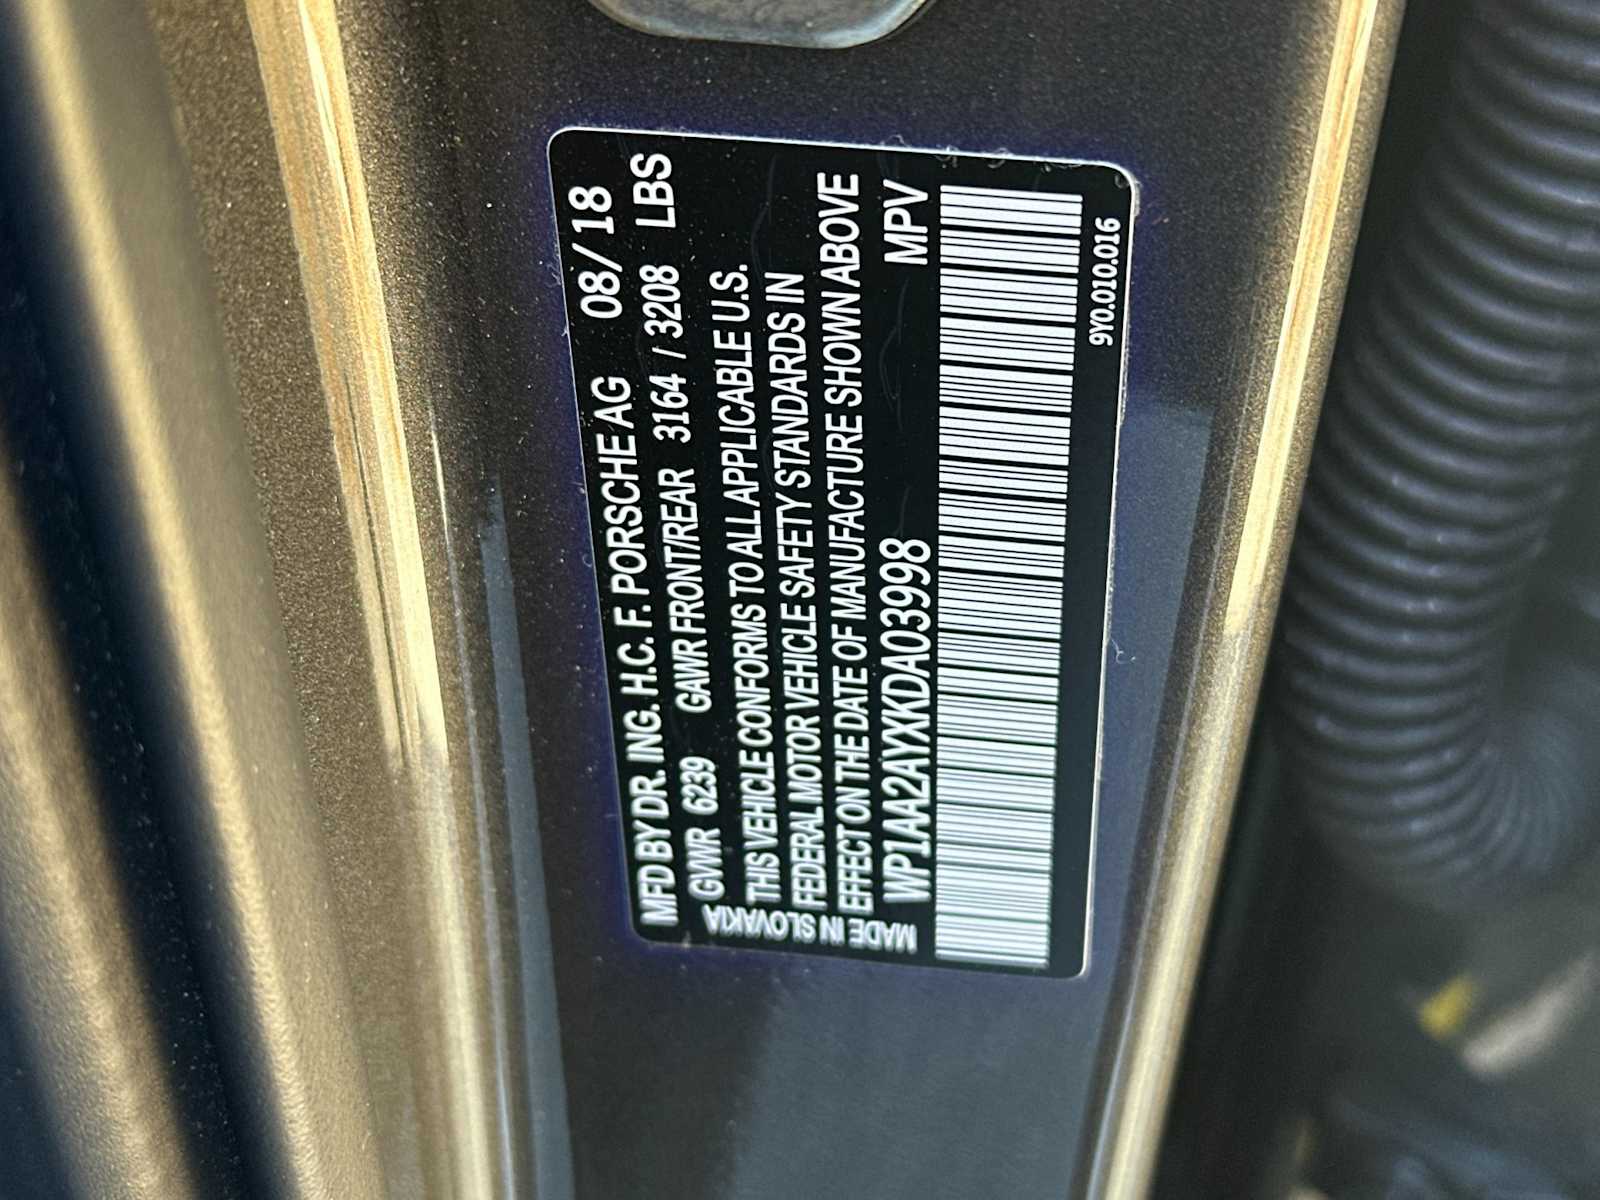 MFD BY DR. ING. H.C. F. PORSCHE AG 08/18
GVWR 6239 GAWR FRONT/REAR 3164 / 3208 LBS
THIS VEHICLE CONFORMS TO ALL APPLICABLE U.S.
FEDERAL MOTOR VEHICLE SAFETY STANDARDS IN
EFFECT ON THE DATE OF MANUFACTURE SHOWN ABOVE
WP1AA2AYXKDA03998 MPV
MADE IN SLOVAKIA
9Y0.010.016